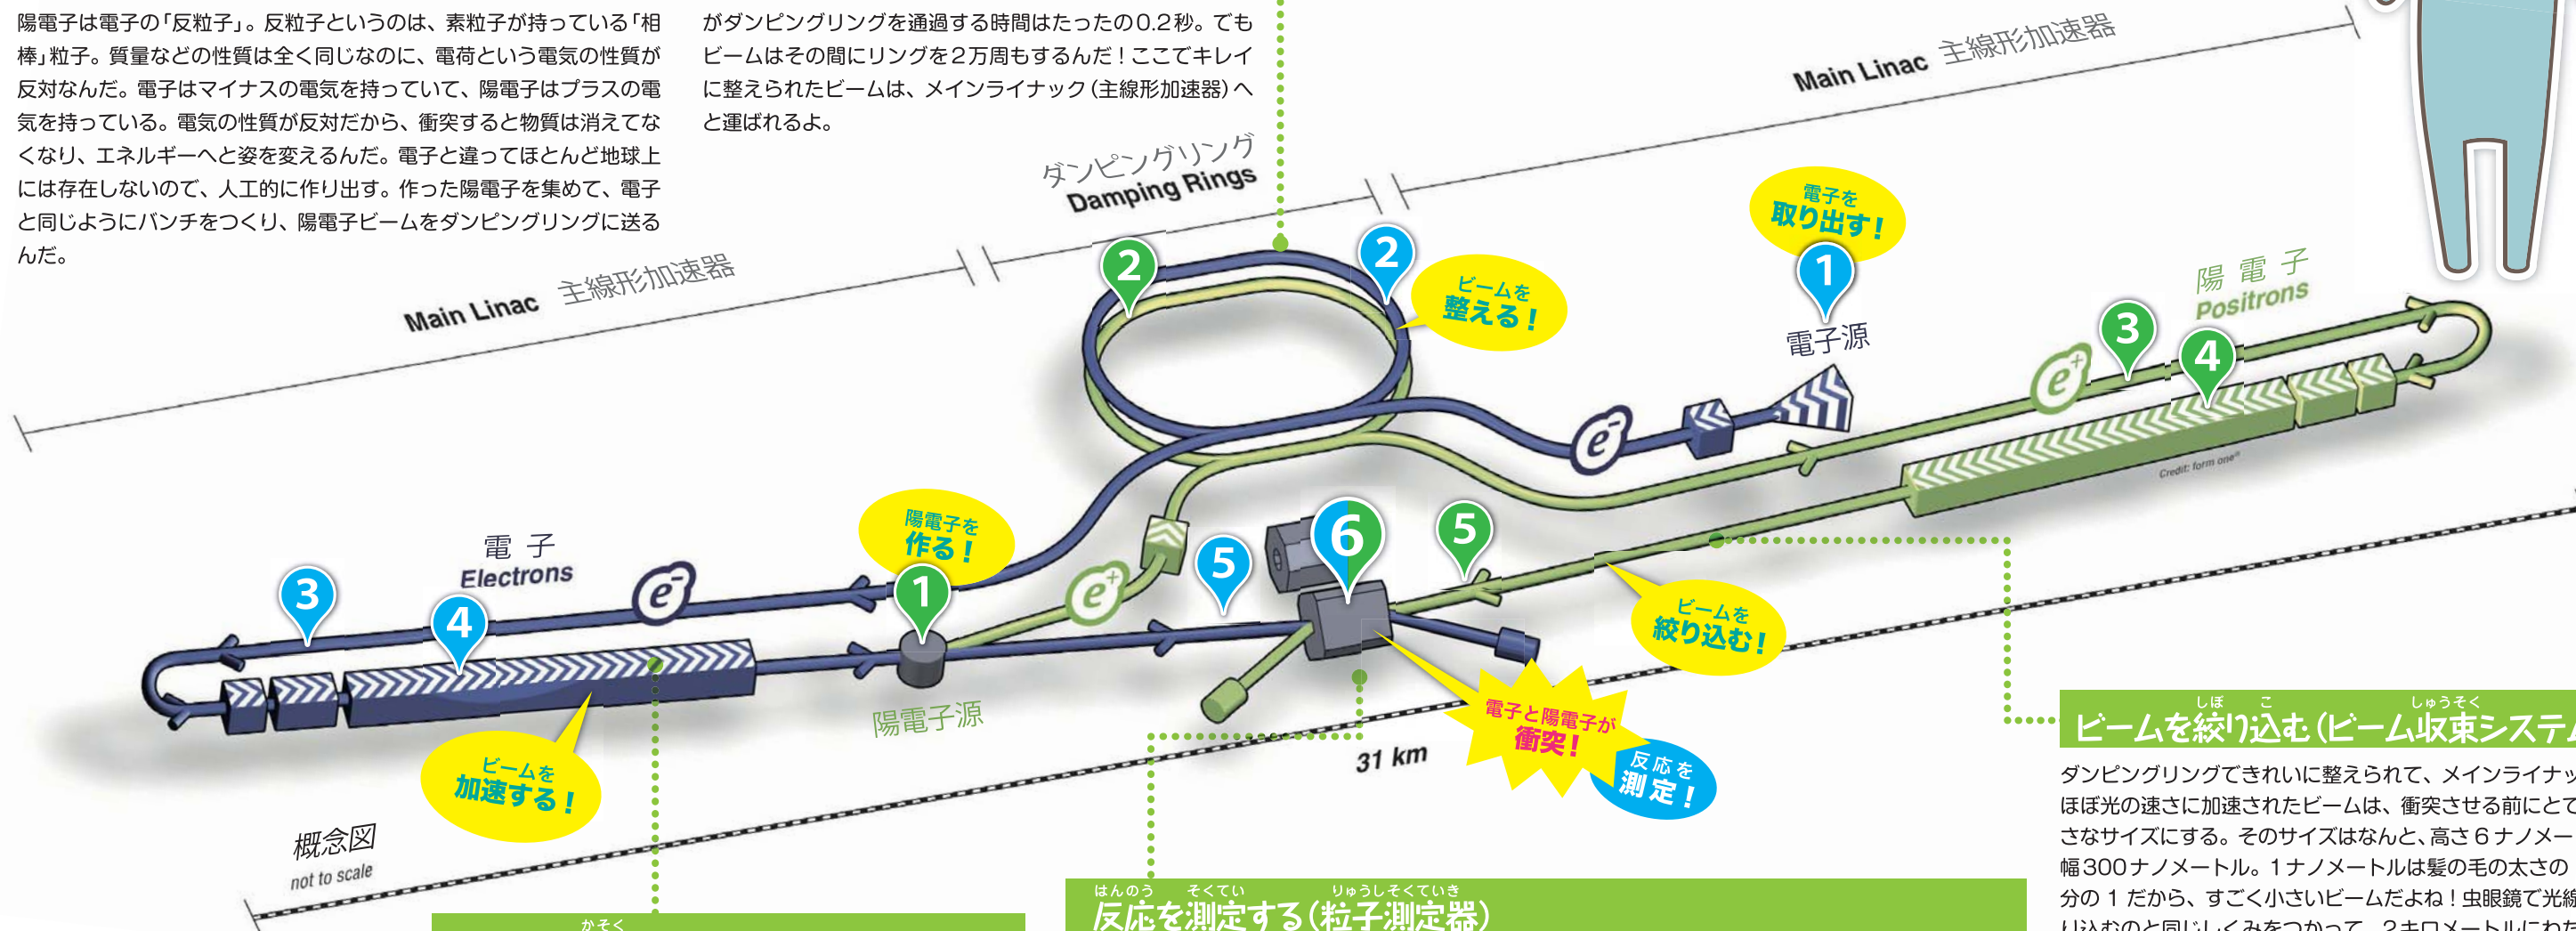 陽電子は電子の「反粒子」。反粒子というのは、素粒子が持っている「相
棒」粒子。質量などの性質は全く同じなのに、電荷という電気の性質が
反対なんだ。電子はマイナスの電気を持っていて、陽電子はプラスの電
気を持っている。電気の性質が反対だから、衝突すると物質は消えてな
くなり、エネルギーへと姿を変えるんだ。電子と違ってほとんど地球上
には存在しないので、人工的に作り出す。作った陽電子を集めて、電子
と同じようにバンチをつくり、陽電子ビームをダンピングリングに送る
んだ。
がダンピングリングを通過する時間はたったの0.2秒。でも
ビームはその間にリングを2万周もするんだ！ここでキレイ
に整えられたビームは、メインライナック（主線形加速器）へ
と運ばれるよ。
Main Linac 主線形加速器
ダンピングリング
Damping Rings
Main Linac 主線形加速器
2
2
ビームを
整える！
電子を
取り出す！
1
電子源
陽電子
Positrons
3
4
e+
e-
Credit: form one®
電子
Electrons
3
4
e-
陽電子を
作る！
1
e+
陽電子源
5
6
5
ビームを
絞り込む！
電子と陽電子が
衝突！
反応を
測定！
ビームを
加速する！
31 km
概念図
not to scale
かそく
はんのう そくてい りゅうしそくていき
反応を測定する（粒子測定器）
しぼ こ しゅうそく
ビームを絞り込む（ビーム収束システム
ダンピングリングできれいに整えられて、メインライナッ
ほぼ光の速さに加速されたビームは、衝突させる前にとて
さなサイズにする。そのサイズはなんと、高さ6ナノメー
幅300ナノメートル。1ナノメートルは髪の毛の太さの
分の1だから、すごく小さいビームだよね！虫眼鏡で光線
り込むのと同じしくみをつかって、2キロメートルにわた